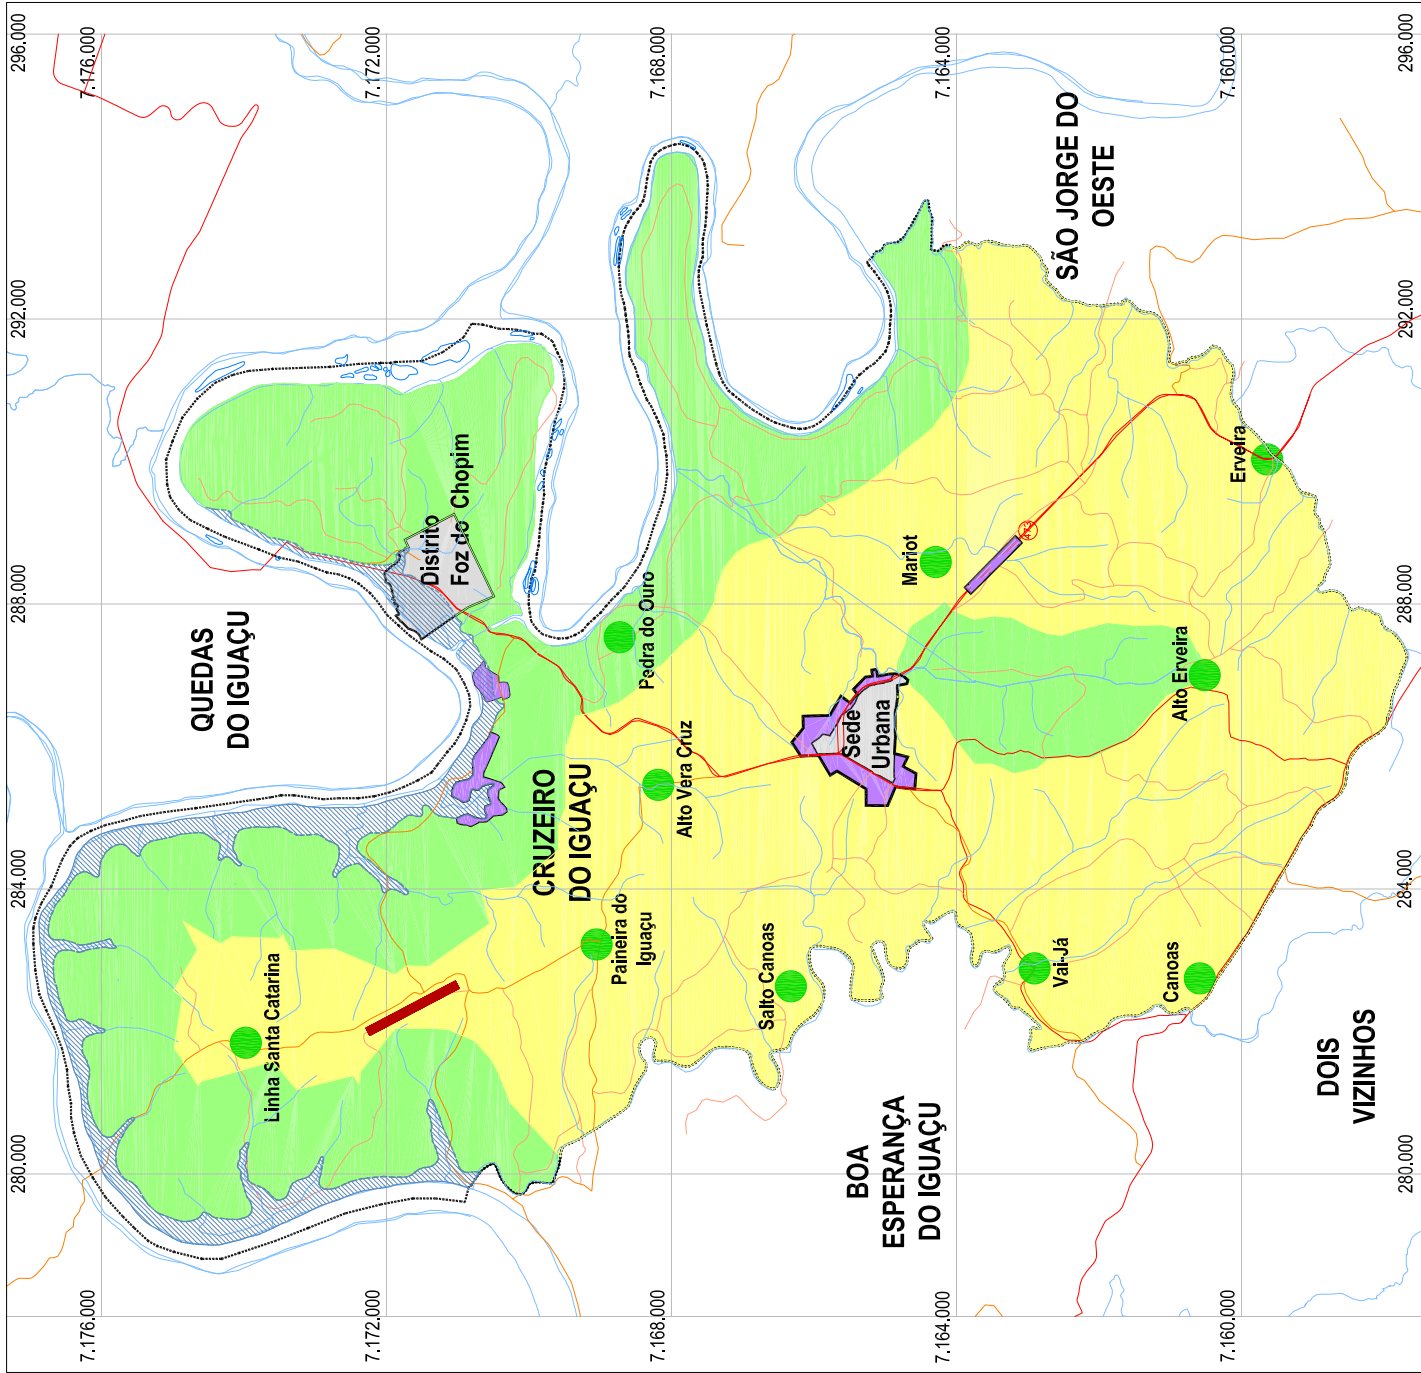 296.000
292.000
288.000
284.000
280.000
7.176.000
7.172.000
7.168.000
7.164.000
7.160.000
QUEDAS
DO IGUAÇU
Linha Santa Catarina
Distrito
Foz do Chopim
CRUZEIRO
DO IGUAÇU
Paineira do
Iguaçu
Pedra do Ouro
Alto Vera Cruz
Salto Canoas
Sede
Urbana
BOA
ESPERANÇA
DO IGUAÇU
Mariot
473
Vai-Já
SÃO JORGE DO
OESTE
Canoas
Alto Erveira
Erveira
DOIS
VIZINHOS
7.176.000
7.172.000
7.168.000
7.164.000
7.160.000
296.000
292.000
288.000
284.000
280.000